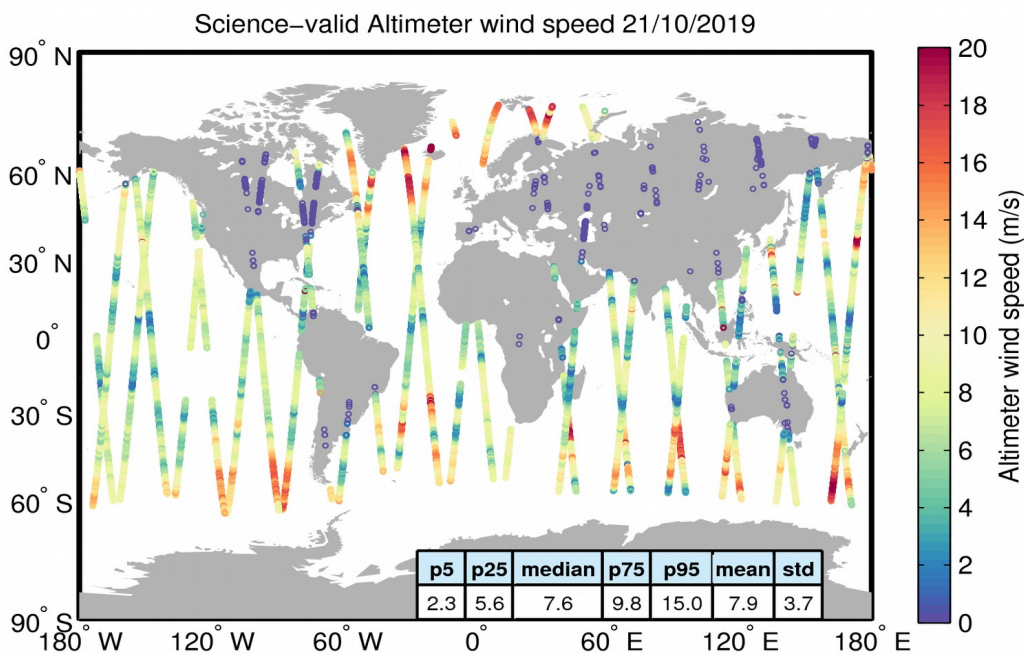 Science−valid Altimeter wind speed 21/10/2019
90° N
60° N
30° N
0°
30° S
60° S
90° S
180° W
120° W
60° W
0°
60° E
120° E
180° E
p5 p25 median p75 p95 mean std
2.3 5.6 7.6 9.8 15.0 7.9 3.7
20
18
16
14
12
10
8
6
4
2
0
Altimeter wind speed (m/s)